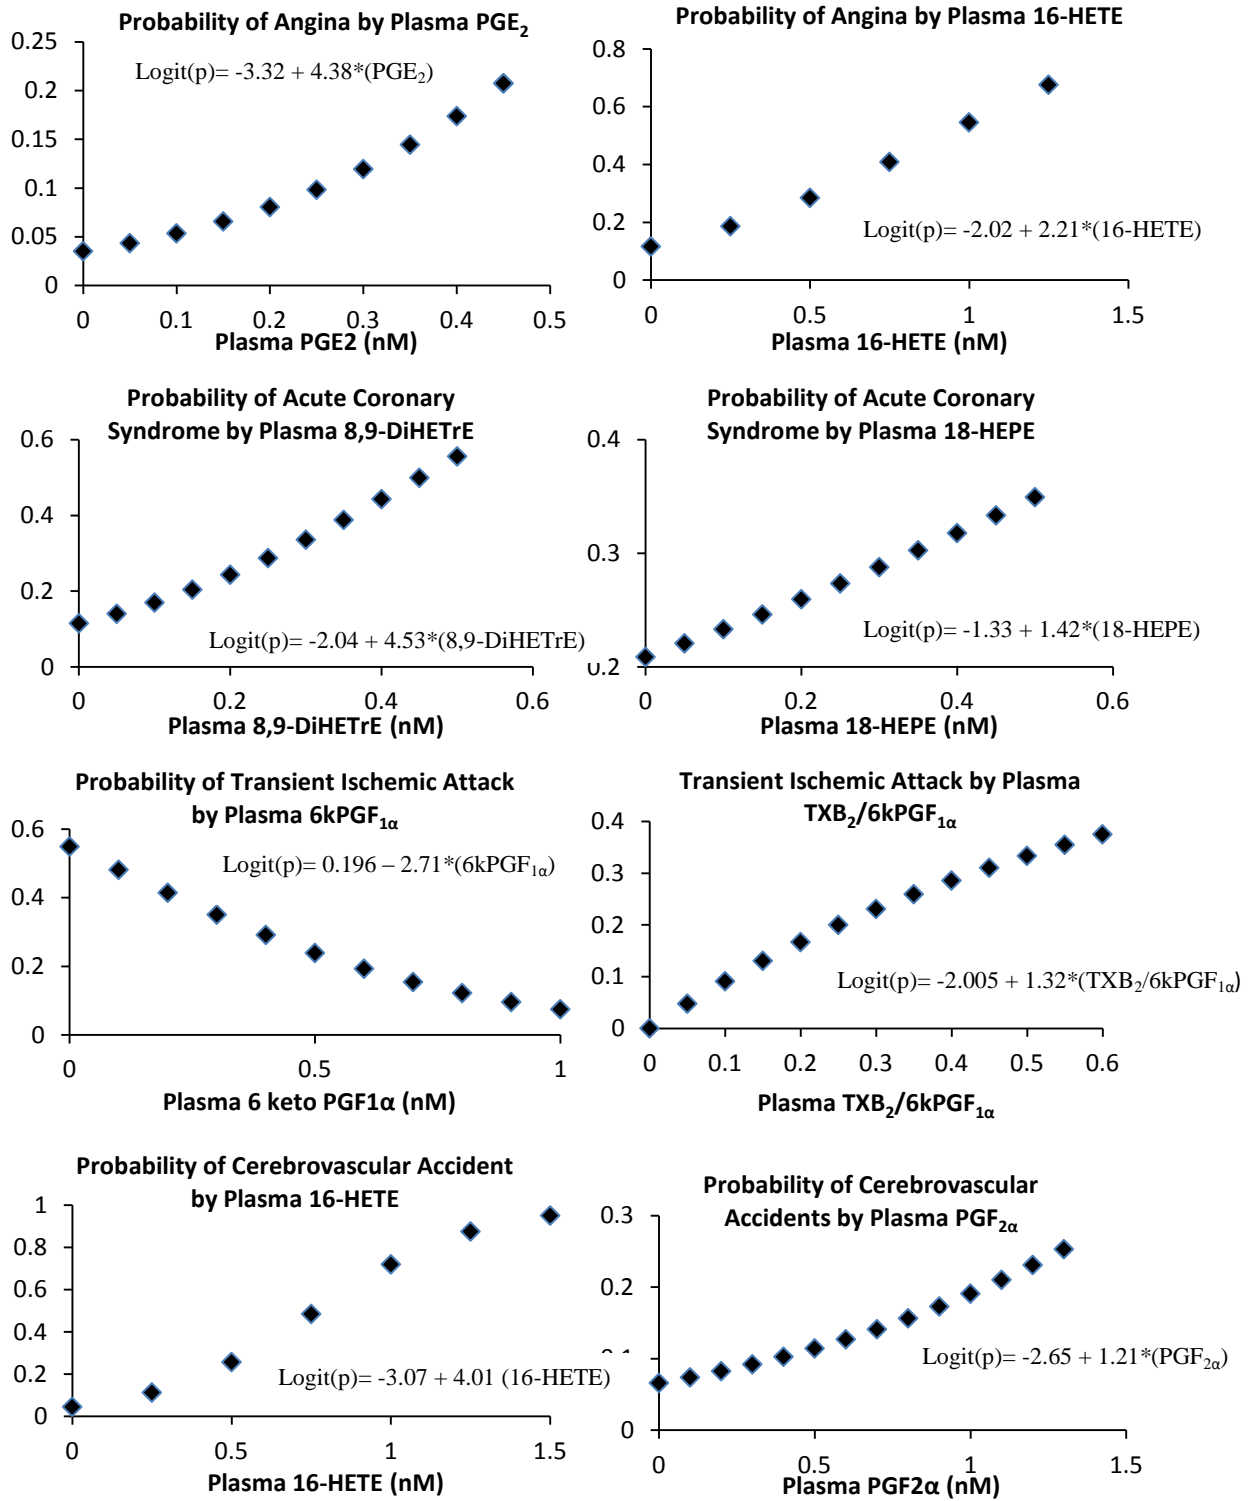 Probability of Angina by Plasma PGE₂
Logit(p)= -3.32 + 4.38*(PGE₂)
0.25
0.2
0.15
0.1
0.05
0
0 0.1 0.2 0.3 0.4 0.5
Plasma PGE2 (nM)
Probability of Angina by Plasma 16-HETE
0.8
0.6
0.4
0.2
0
Logit(p)= -2.02 + 2.21*(16-HETE)
0 0.5 1 1.5
Plasma 16-HETE (nM)
Probability of Acute Coronary
Syndrome by Plasma 8,9-DiHETrE
0.6
0.4
0.2
0
Logit(p)= -2.04 + 4.53*(8,9-DiHETrE)
0 0.2 0.4 0.6
Plasma 8,9-DiHETrE (nM)
Probability of Acute Coronary
Syndrome by Plasma 18-HEPE
0.4
0.3
0.2
Logit(p)= -1.33 + 1.42*(18-HEPE)
0 0.2 0.4 0.6
Plasma 18-HEPE (nM)
Probability of Transient Ischemic Attack
by Plasma 6kPGF₁α
0.6
0.4
0.2
0
Logit(p)= 0.196 – 2.71*(6kPGF₁α)
0 0.5 1
Plasma 6 keto PGF1α (nM)
Transient Ischemic Attack by Plasma
TXB₂/6kPGF₁α
0.4
0.3
0.2
0.1
0
Logit(p)= -2.005 + 1.32*(TXB₂/6kPGF₁α)
0 0.1 0.2 0.3 0.4 0.5 0.6
Plasma TXB₂/6kPGF₁α
Probability of Cerebrovascular Accident
by Plasma 16-HETE
1
0.8
0.6
0.4
0.2
0
Logit(p)= -3.07 + 4.01 (16-HETE)
0 0.5 1 1.5
Plasma 16-HETE (nM)
Probability of Cerebrovascular
Accidents by Plasma PGF₂α
0.3
0.2
0.1
0
Logit(p)= -2.65 + 1.21*(PGF₂α)
0 0.5 1 1.5
Plasma PGF2α (nM)